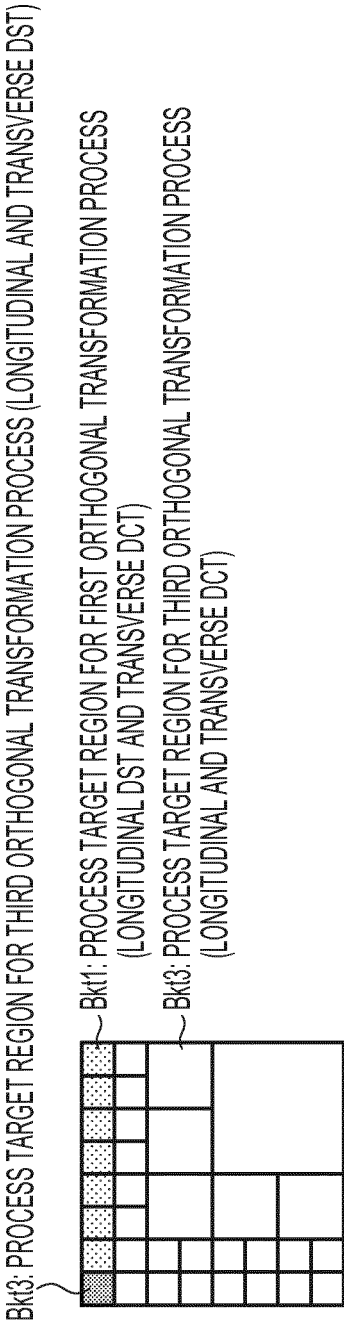 Bkt3: PROCESS TARGET REGION FOR THIRD ORTHOGONAL TRANSFORMATION PROCESS (LONGITUDINAL AND TRANSVERSE DST)
Bkt1: PROCESS TARGET REGION FOR FIRST ORTHOGONAL TRANSFORMATION PROCESS
(LONGITUDINAL DST AND TRANSVERSE DCT)
Bkt3: PROCESS TARGET REGION FOR THIRD ORTHOGONAL TRANSFORMATION PROCESS
(LONGITUDINAL AND TRANSVERSE DCT)